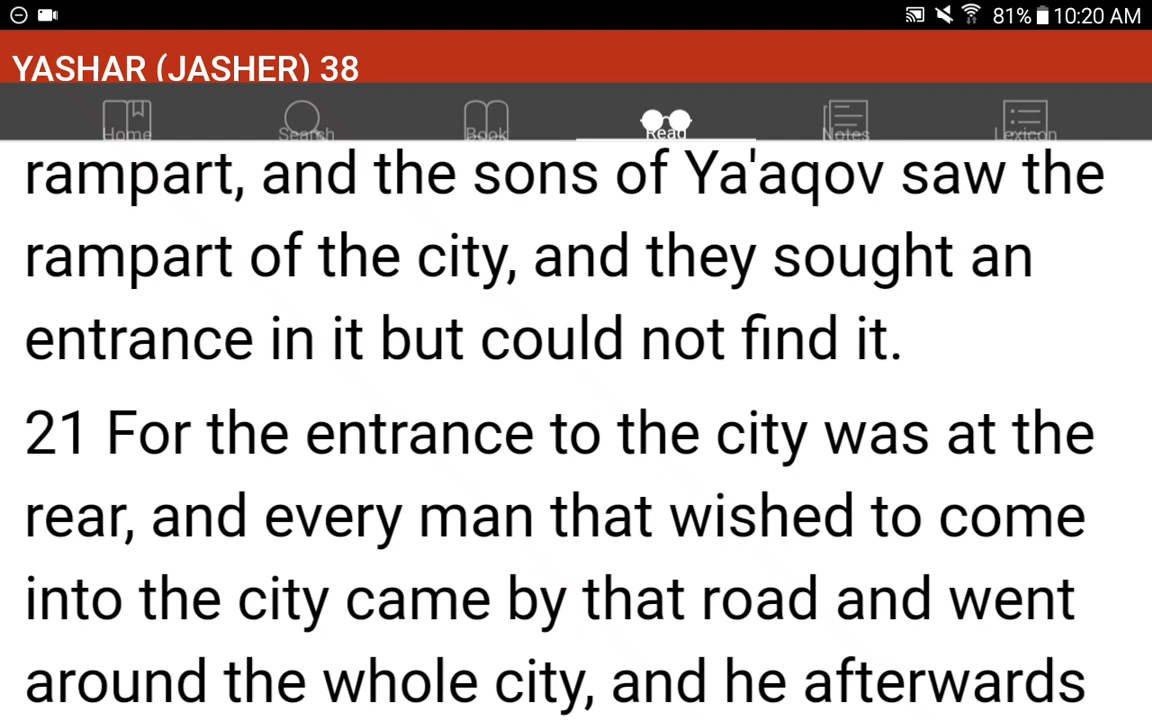 81% 10:20 AM
YASHAR (JASHER) 38
Home Search Book Read Notes Lexicon
rampart, and the sons of Ya'aqov saw the
rampart of the city, and they sought an
entrance in it but could not find it.
21 For the entrance to the city was at the
rear, and every man that wished to come
into the city came by that road and went
around the whole city, and he afterwards